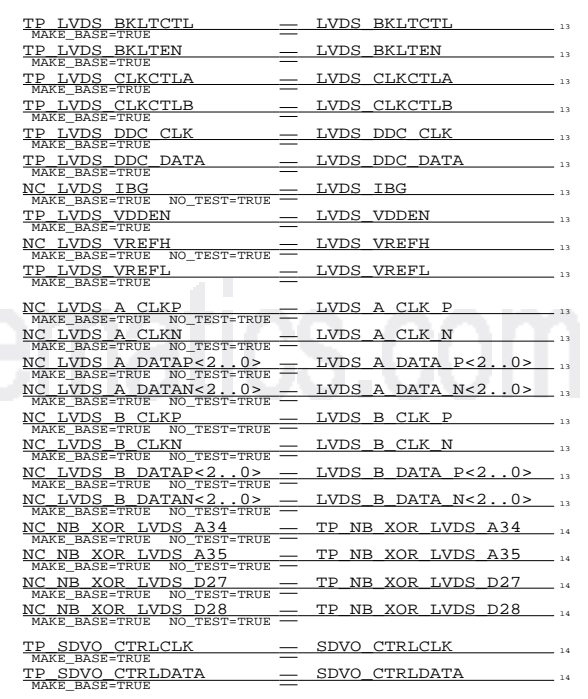 TP_LVDS_BKLTCTL LVDS_BKLTCTL 13
MAKE_BASE=TRUE
TP_LVDS_BKLTEN LVDS_BKLTEN 13
MAKE_BASE=TRUE
TP_LVDS_CLKCTLA LVDS_CLKCTLA 13
MAKE_BASE=TRUE
TP_LVDS_CLKCTLB LVDS_CLKCTLB 13
MAKE_BASE=TRUE
TP_LVDS_DDC_CLK LVDS_DDC_CLK 13
MAKE_BASE=TRUE
TP_LVDS_DDC_DATA LVDS_DDC_DATA 13
MAKE_BASE=TRUE
NC_LVDS_IBG LVDS_IBG 13
MAKE_BASE=TRUE NO_TEST=TRUE
TP_LVDS_VDDEN LVDS_VDDEN 13
MAKE_BASE=TRUE
NC_LVDS_VREFH LVDS_VREFH 13
MAKE_BASE=TRUE NO_TEST=TRUE
TP_LVDS_VREFL LVDS_VREFL 13
MAKE_BASE=TRUE
NC_LVDS_A_CLKP LVDS_A_CLK_P 13
MAKE_BASE=TRUE NO_TEST=TRUE
NC_LVDS_A_CLKN LVDS_A_CLK_N 13
MAKE_BASE=TRUE NO_TEST=TRUE
NC_LVDS_A_DATAP<2..0> LVDS_A_DATA_P<2..0> 13
MAKE_BASE=TRUE NO_TEST=TRUE
NC_LVDS_A_DATAN<2..0> LVDS_A_DATA_N<2..0> 13
MAKE_BASE=TRUE NO_TEST=TRUE
NC_LVDS_B_CLKP LVDS_B_CLK_P 13
MAKE_BASE=TRUE NO_TEST=TRUE
NC_LVDS_B_CLKN LVDS_B_CLK_N 13
MAKE_BASE=TRUE NO_TEST=TRUE
NC_LVDS_B_DATAP<2..0> LVDS_B_DATA_P<2..0> 13
MAKE_BASE=TRUE NO_TEST=TRUE
NC_LVDS_B_DATAN<2..0> LVDS_B_DATA_N<2..0> 13
MAKE_BASE=TRUE NO_TEST=TRUE
NC_NB_XOR_LVDS_A34 TP_NB_XOR_LVDS_A34 14
MAKE_BASE=TRUE NO_TEST=TRUE
NC_NB_XOR_LVDS_A35 TP_NB_XOR_LVDS_A35 14
MAKE_BASE=TRUE NO_TEST=TRUE
NC_NB_XOR_LVDS_D27 TP_NB_XOR_LVDS_D27 14
MAKE_BASE=TRUE NO_TEST=TRUE
NC_NB_XOR_LVDS_D28 TP_NB_XOR_LVDS_D28 14
MAKE_BASE=TRUE NO_TEST=TRUE
TP_SDVO_CTRLCLK SDVO_CTRLCLK 14
MAKE_BASE=TRUE
TP_SDVO_CTRLDATA SDVO_CTRLDATA 14
MAKE_BASE=TRUE
ematics.com